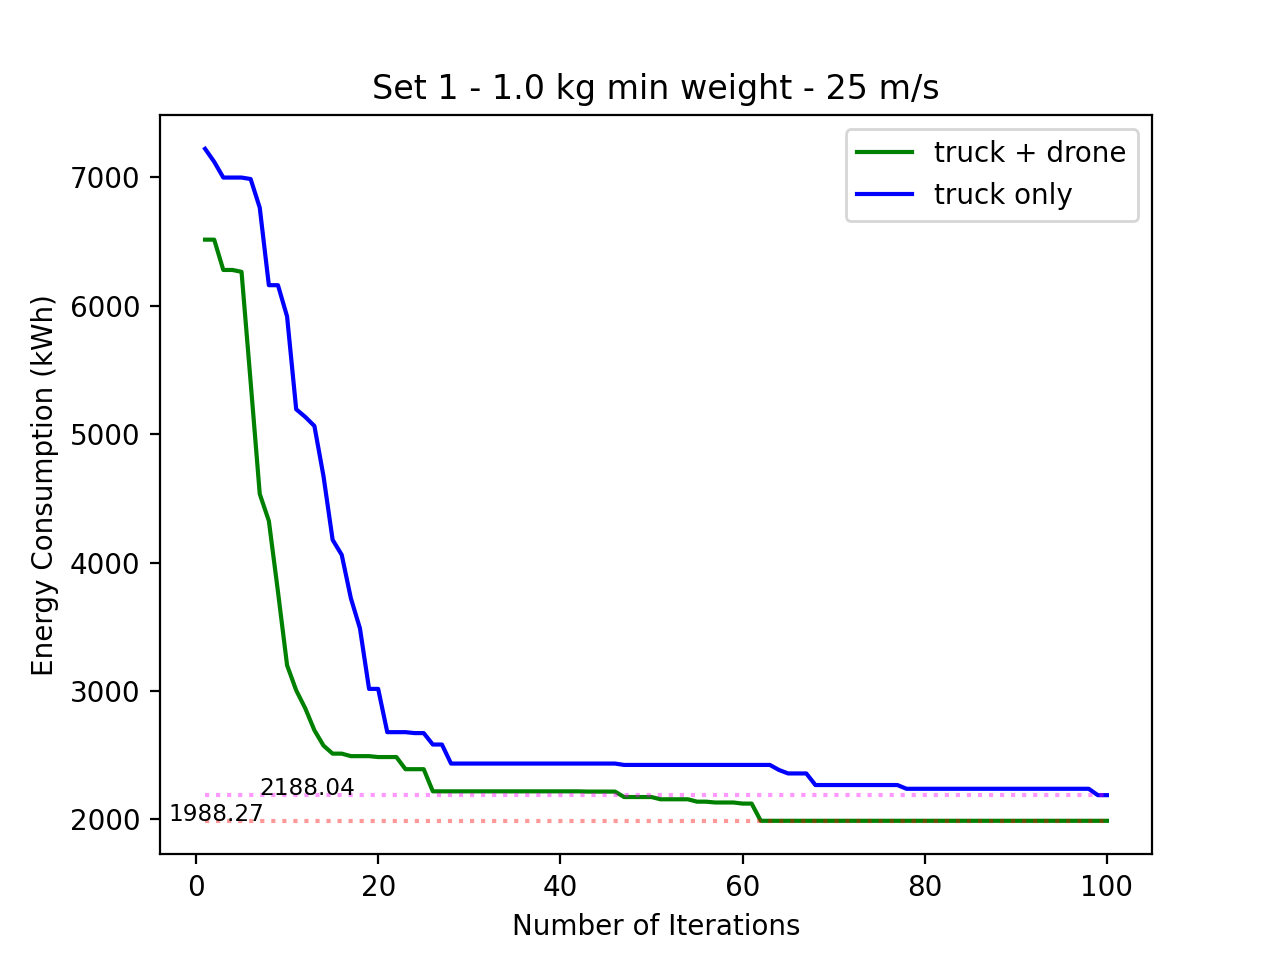 Set 1 - 1.0 kg min weight - 25 m/s
truck + drone
truck only
Energy Consumption (kWh)
7000
6000
5000
4000
3000
2000
2188.04
1988.27
0 20 40 60 80 100
Number of Iterations